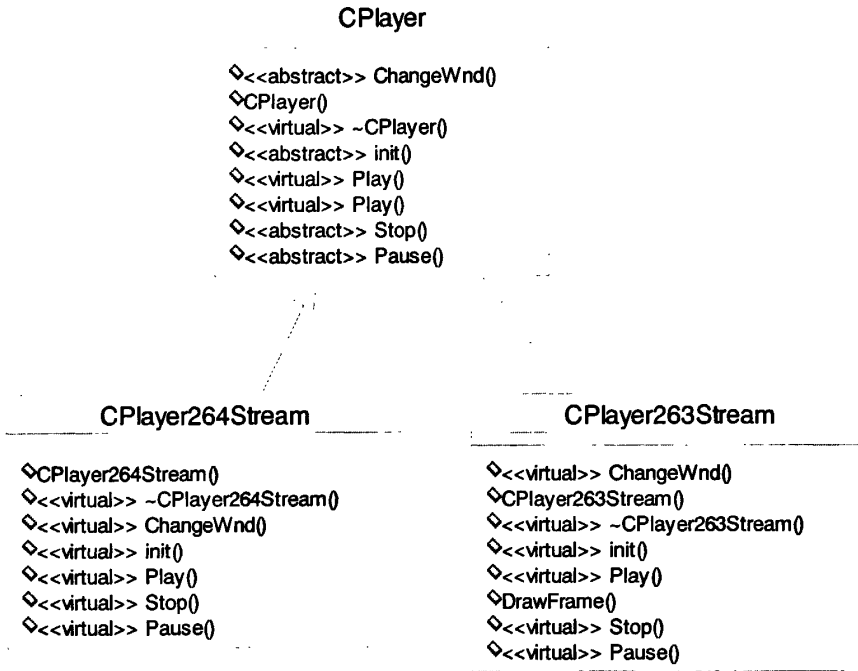 CPlayer
<<abstract>> ChangeWnd()
CPlayer()
<<virtual>> ~CPlayer()
<<abstract>> init()
<<virtual>> Play()
<<virtual>> Play()
<<abstract>> Stop()
<<abstract>> Pause()
CPlayer264Stream
CPlayer264Stream()
<<virtual>> ~CPlayer264Stream()
<<virtual>> ChangeWnd()
<<virtual>> init()
<<virtual>> Play()
<<virtual>> Stop()
<<virtual>> Pause()
CPlayer263Stream
<<virtual>> ChangeWnd()
CPlayer263Stream()
<<virtual>> ~CPlayer263Stream()
<<virtual>> init()
<<virtual>> Play()
DrawFrame()
<<virtual>> Stop()
<<virtual>> Pause()